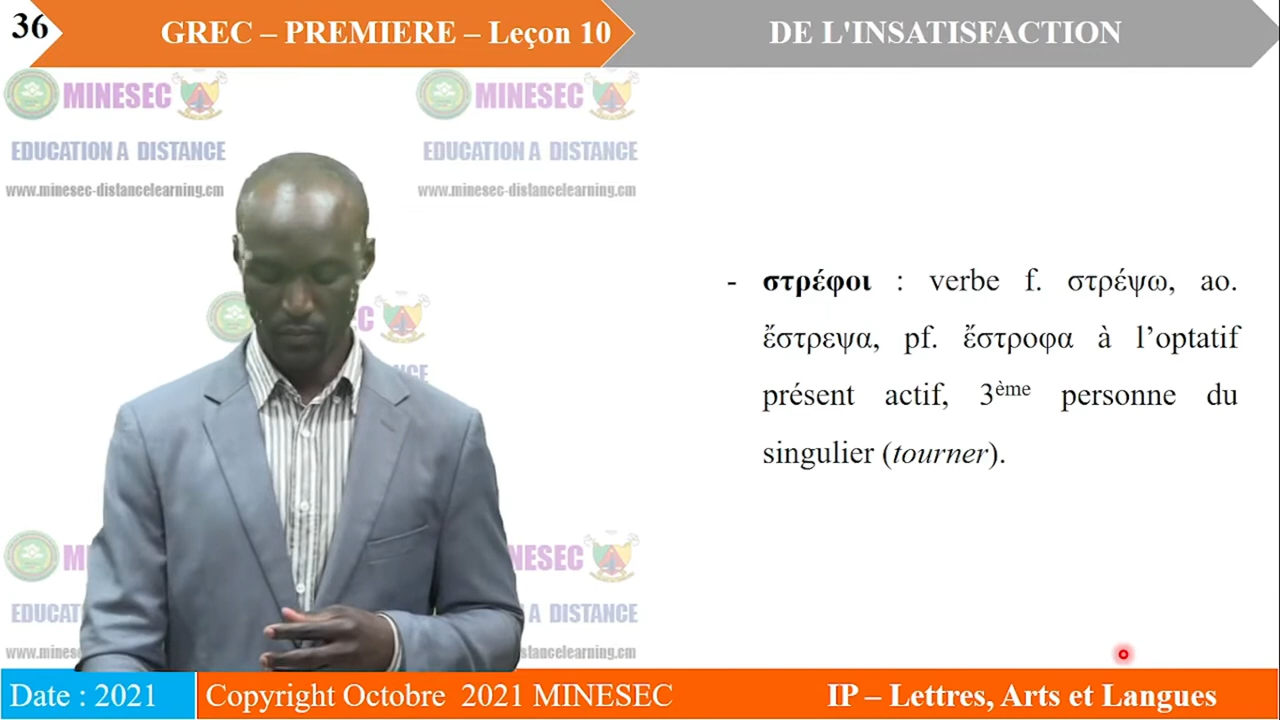 36
GREC – PREMIERE – Leçon 10
DE L'INSATISFACTION
MINESEC
MINESEC
EDUCATION A DISTANCE
EDUCATION A DISTANCE
www.minesec-distancelearning.cm
www.minesec-distancelearning.cm
- στρέφοι : verbe f. στρέψω, ao.
ἔστρεψα, pf. ἔστροφα à l’optatif
présent actif, 3ème personne du
singulier (tourner).
Date : 2021
Copyright Octobre 2021 MINESEC
IP – Lettres, Arts et Langues